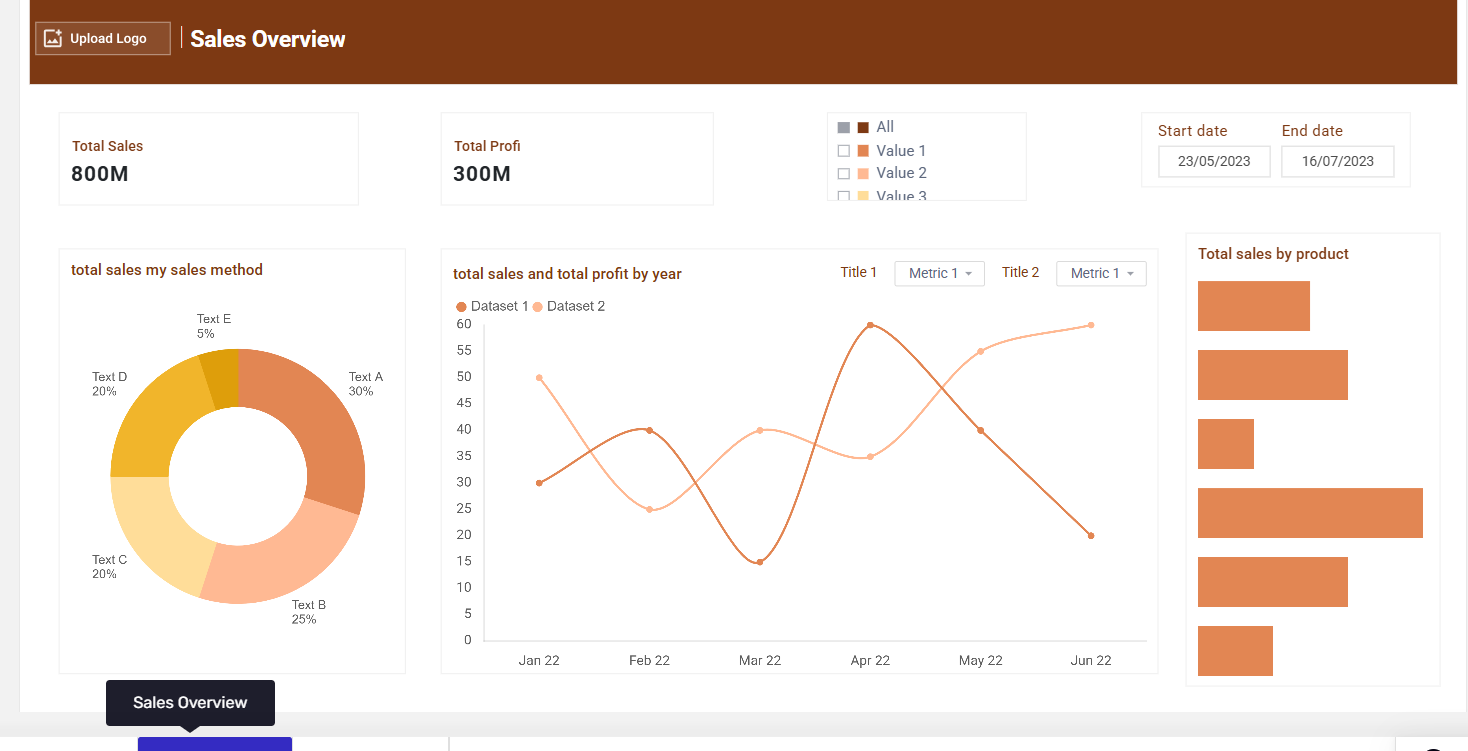 Upload Logo
Sales Overview
Total Sales
800M
Total Profi
300M
All
Value 1
Value 2
Value 3
Start date
End date
23/05/2023
16/07/2023
total sales my sales method
Text E
5%
Text D
20%
Text A
30%
Text C
20%
Text B
25%
total sales and total profit by year
Title 1
Metric 1
Title 2
Metric 1
Dataset 1
Dataset 2
60
55
50
45
40
35
30
25
20
15
10
5
0
Jan 22
Feb 22
Mar 22
Apr 22
May 22
Jun 22
Total sales by product
Sales Overview